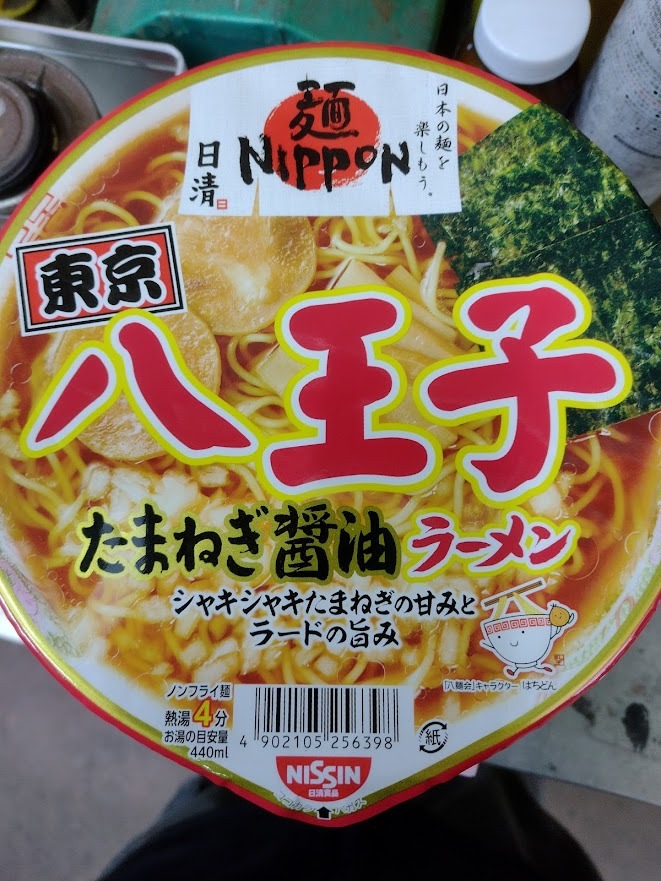 麺
NIPPON
日清
日本の麺を
楽しもう。
東京
八王子
たまねぎ醤油ラーメン
シャキシャキたまねぎの甘みと
ラードの旨み
「八麺会」キャラクター はちどん
ノンフライ麺
熱湯4分
お湯の目安量
440ml
4 902105 256398
紙
NISSIN
日清食品